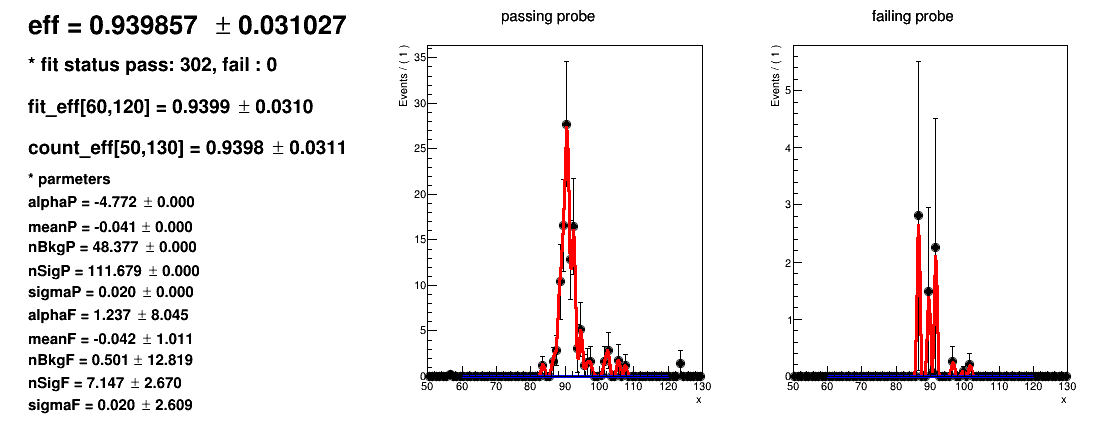 eff = 0.939857 ± 0.031027
* fit status pass: 302, fail : 0
fit_eff[60,120] = 0.9399 ± 0.0310
count_eff[50,130] = 0.9398 ± 0.0311
* parmeters
alphaP = -4.772 ± 0.000
meanP = -0.041 ± 0.000
nBkgP = 48.377 ± 0.000
nSigP = 111.679 ± 0.000
sigmaP = 0.020 ± 0.000
alphaF = 1.237 ± 8.045
meanF = -0.042 ± 1.011
nBkgF = 0.501 ± 12.819
nSigF = 7.147 ± 2.670
sigmaF = 0.020 ± 2.609
passing probe
Events / ( 1 )
35
30
25
20
15
10
5
0
50 60 70 80 90 100 110 120 130
x
failing probe
Events / ( 1 )
5
4
3
2
1
0
50 60 70 80 90 100 110 120 130
x